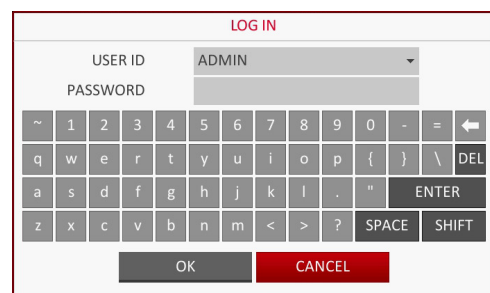 LOG IN
USER ID ADMIN
PASSWORD
~ 1 2 3 4 5 6 7 8 9 0 - =
q w e r t y u i o p { } \ DEL
a s d f g h j k l . " ENTER
z x c v b n m < > ? SPACE SHIFT
OK CANCEL